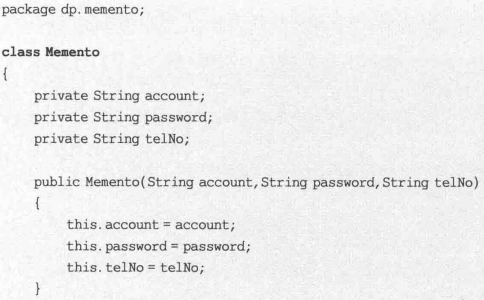 package dp.memento;

class Memento
{
    private String account;
    private String password;
    private String telNo;

    public Memento(String account,String password,String telNo)
    {
        this.account = account;
        this.password = password;
        this.telNo = telNo;
    }